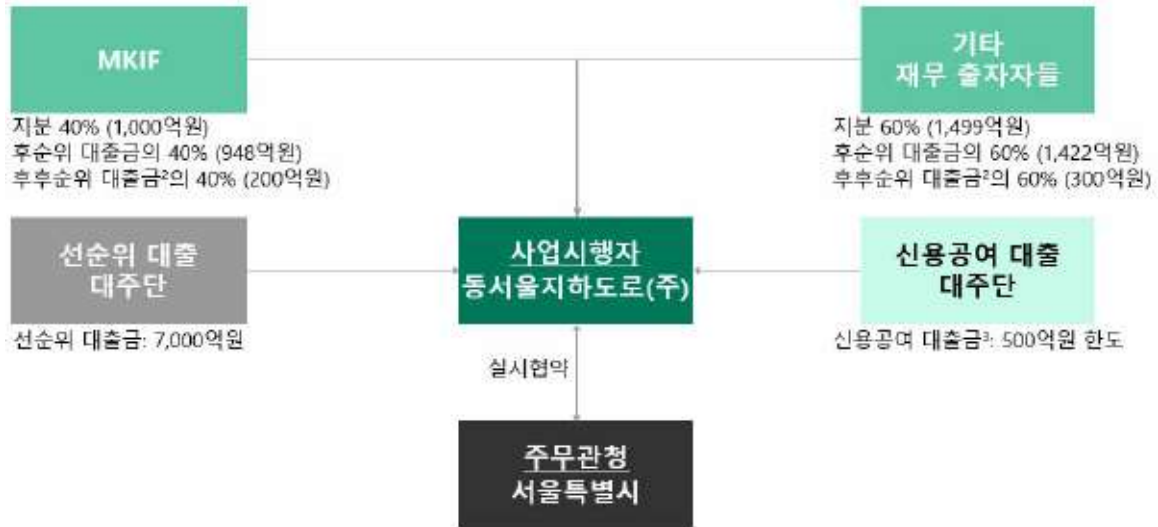 MKIF
지분 40% (1,000억원)
후순위 대출금의 40% (948억원)
후후순위 대출금²의 40% (200억원)
기타
재무 출자자들
지분 60% (1,499억원)
후순위 대출금의 60% (1,422억원)
후후순위 대출금²의 60% (300억원)
선순위 대출
대주단
선순위 대출금: 7,000억원
사업시행자
동서울지하도로(주)
신용공여 대출
대주단
신용공여 대출금³: 500억원 한도
실시협약
주무관청
서울특별시